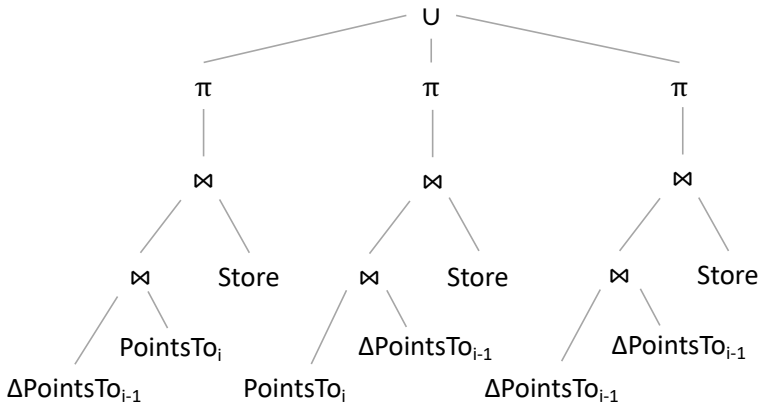 ∪
π π π
⋈ ⋈ ⋈
⋈ Store ⋈ Store ⋈ Store
PointsToᵢ ΔPointsToᵢ₋₁ ΔPointsToᵢ₋₁
ΔPointsToᵢ₋₁ PointsToᵢ ΔPointsToᵢ₋₁